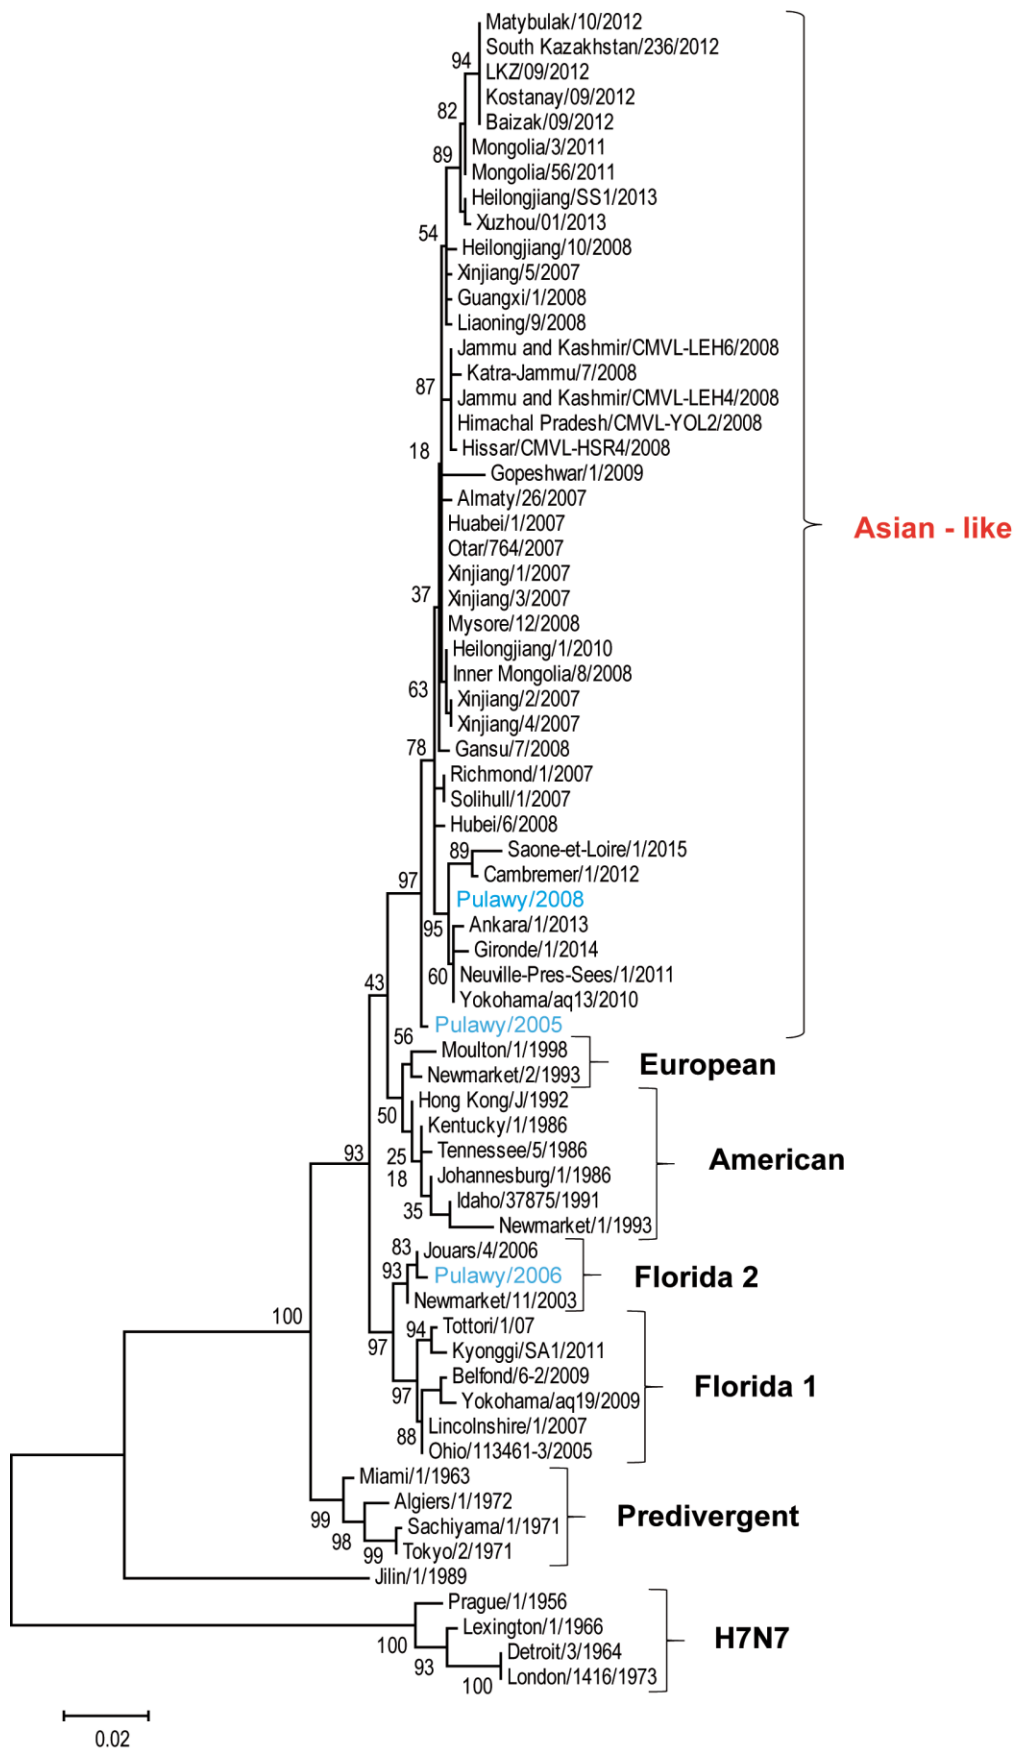 Matybulak/10/2012
South Kazakhstan/236/2012
94
LKZ/09/2012
Kostanay/09/2012
82
Baizak/09/2012
Mongolia/3/2011
89
Mongolia/56/2011
Heilongjiang/SS1/2013
Xuzhou/01/2013
54
Heilongjiang/10/2008
Xinjiang/5/2007
Guangxi/1/2008
Liaoning/9/2008
Jammu and Kashmir/CMVL-LEH6/2008
Katra-Jammu/7/2008
87
Jammu and Kashmir/CMVL-LEH4/2008
Himachal Pradesh/CMVL-YOL2/2008
18
Hissar/CMVL-HSR4/2008
Gopeshwar/1/2009
Almaty/26/2007
Huabei/1/2007
Asian - like
Otar/764/2007
Xinjiang/1/2007
37
Xinjiang/3/2007
Mysore/12/2008
Heilongjiang/1/2010
Inner Mongolia/8/2008
63
Xinjiang/2/2007
Xinjiang/4/2007
78
Gansu/7/2008
Richmond/1/2007
Solihull/1/2007
Hubei/6/2008
89
Saone-et-Loire/1/2015
97
Cambremer/1/2012
Pulawy/2008
95
Ankara/1/2013
Gironde/1/2014
60
Neuville-Pres-Sees/1/2011
43
Yokohama/aq13/2010
Pulawy/2005
56
Moulton/1/1998
European
Newmarket/2/1993
Hong Kong/J/1992
50
Kentucky/1/1986
93
Tennessee/5/1986
25
American
18
Johannesburg/1/1986
Idaho/37875/1991
35
Newmarket/1/1993
83
Jouars/4/2006
93
Pulawy/2006
Florida 2
Newmarket/11/2003
100
94
Tottori/1/07
97
Kyonggi/SA1/2011
Belfond/6-2/2009
Florida 1
97
Yokohama/aq19/2009
Lincolnshire/1/2007
88
Ohio/113461-3/2005
Miami/1/1963
Algiers/1/1972
99
Predivergent
Sachiyama/1/1971
98
99
Tokyo/2/1971
Jilin/1/1989
Prague/1/1956
Lexington/1/1966
100
H7N7
Detroit/3/1964
93
London/1416/1973
100
0.02